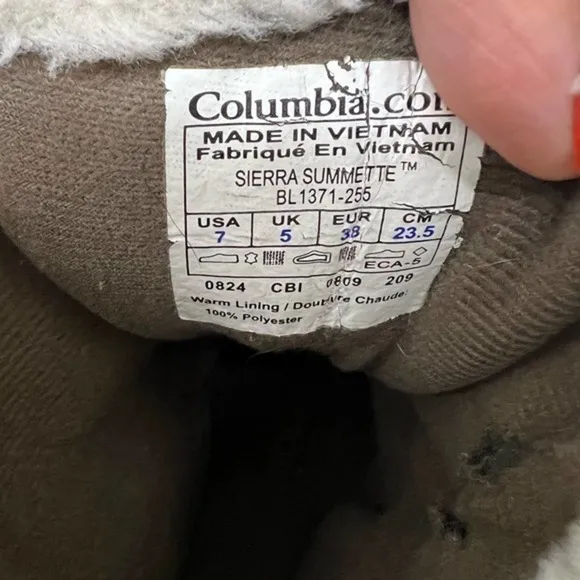 Columbia.com
MADE IN VIETNAM
Fabriqué En Vietnam
SIERRA SUMMETTE™
BL1371-255
USA UK EUR CM
7 5 38 23.5
ECA-5
0824 CBI 0809 209
Warm Lining / Doublure Chaude:
100% Polyester